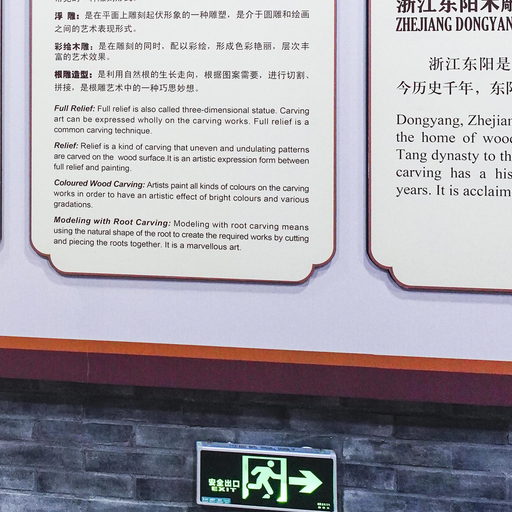 浮 雕：是在平面上雕刻起伏形象的一种雕塑，是介于圆雕和绘画
之间的艺术表现形式。
彩绘木雕：是在雕刻的同时，配以彩绘，形成色彩艳丽，层次丰
富的艺术效果。
根雕造型：是利用自然根的生长走向，根据图案需要，进行切割、
拼接，是根雕艺术中的一种巧思妙想。
Full Relief: Full relief is also called three-dimensional statue. Carving
art can be expressed wholly on the carving works. Full relief is a
common carving technique.
Relief: Relief is a kind of carving that uneven and undulating patterns
are carved on the wood surface.It is an artistic expression form between
full relief and painting.
Coloured Wood Carving: Artists paint all kinds of colours on the carving
works in order to have an artistic effect of bright colours and various
gradations.
Modeling with Root Carving: Modeling with root carving means
using the natural shape of the root to create the required works by cutting
and piecing the roots together. It is a marvellous art.
浙江东阳木雕
ZHEJIANG DONGYAN
浙江东阳是
今历史千年，东阳
Dongyang, Zhejian
the home of wood
Tang dynasty to th
carving has a his
years. It is acclaim
安全出口
EXIT